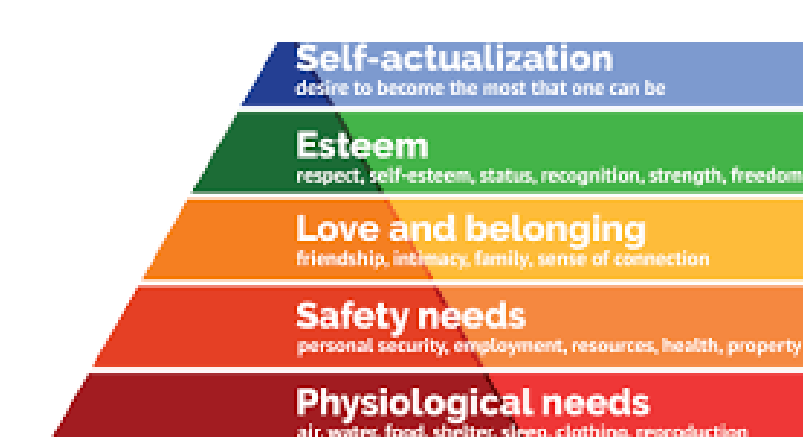 Self-actualization
desire to become the most that one can be
Esteem
respect, self-esteem, status, recognition, strength, freedom
Love and belonging
friendship, intimacy, family, sense of connection
Safety needs
personal security, employment, resources, health, property
Physiological needs
air, water, food, shelter, sleep, clothing, reproduction